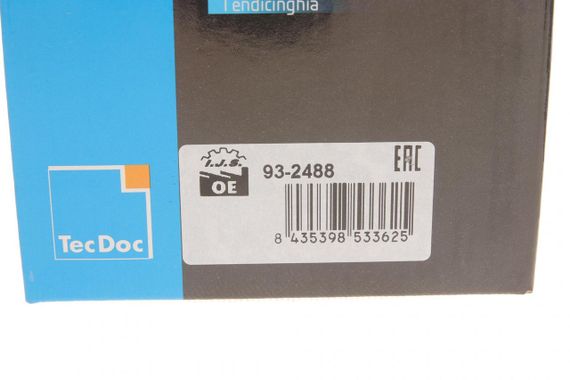 Tendicinghia
I.J.S.
OE
93-2488
EAC
8 435398 533625
TecDoc